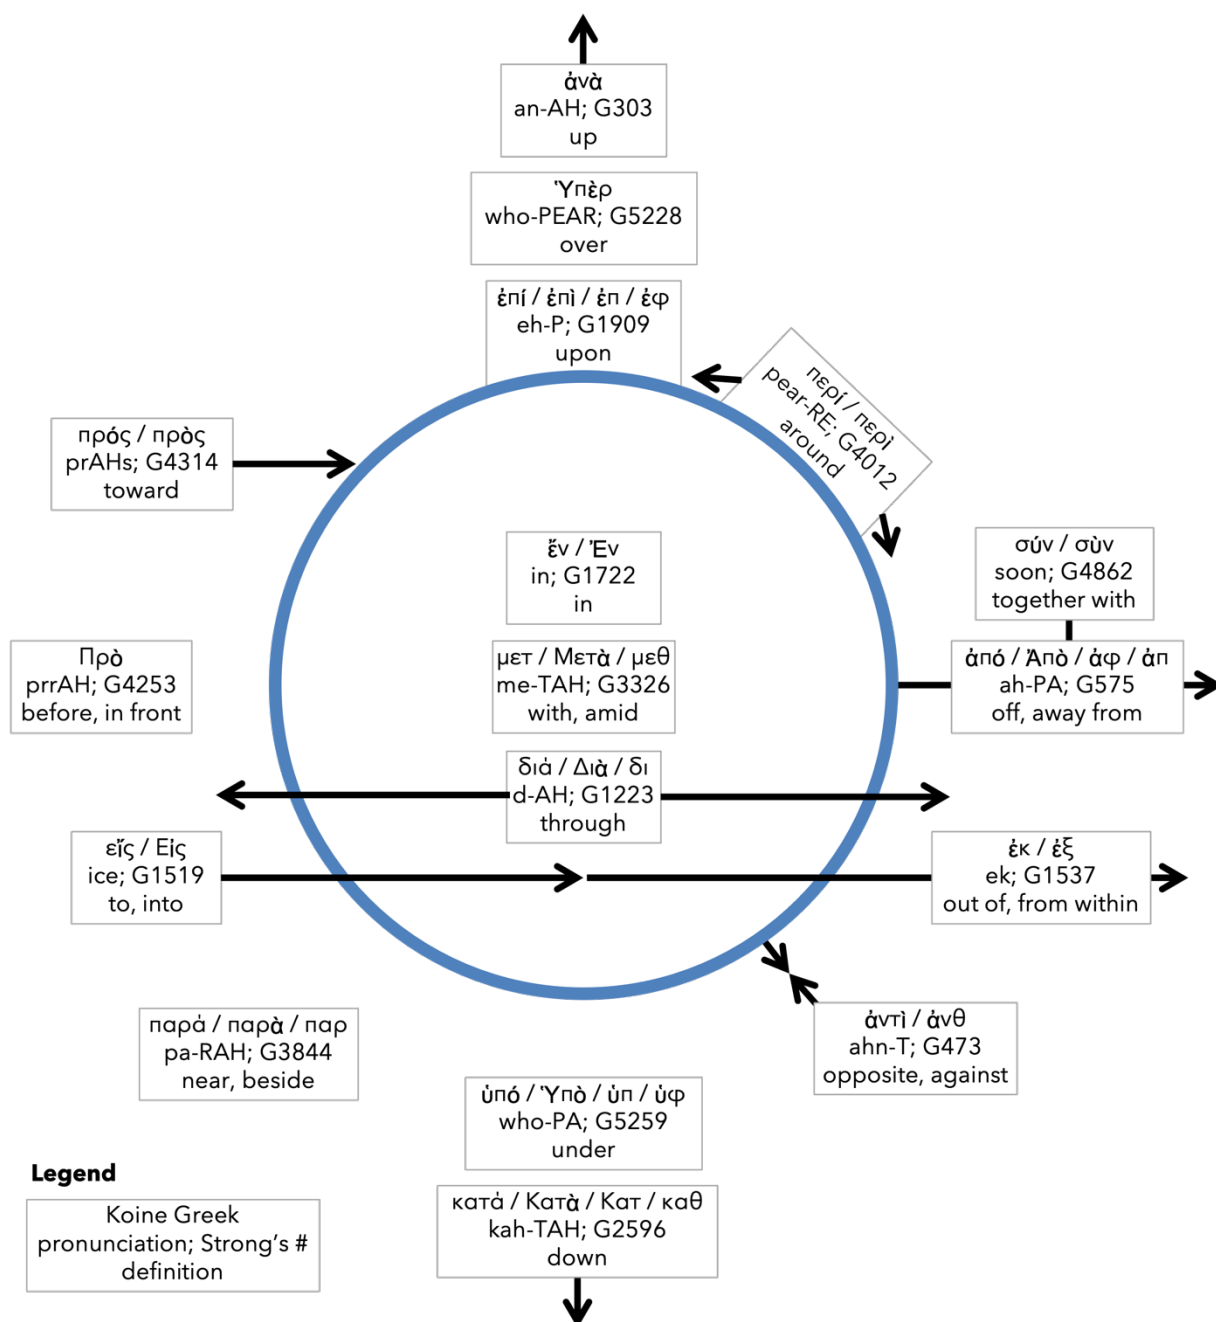 ἀνὰ
an-AH; G303
up
Ὑπὲρ
who-PEAR; G5228
over
ἐπί / ἐπὶ / ἐπ / ἐφ
eh-P; G1909
upon
περί / περὶ
pear-RE; G4012
around
πρός / πρὸς
prAHs; G4314
toward
ἔν / Ἐν
in; G1722
in
σύν / σὺν
soon; G4862
together with
Πρὸ
prrAH; G4253
before, in front
μετ / Μετὰ / μεθ
me-TAH; G3326
with, amid
ἀπό / Ἀπὸ / ἀφ / ἀπ
ah-PA; G575
off, away from
διά / Διὰ / δι
d-AH; G1223
through
εἴς / Εἰς
ice; G1519
to, into
ἐκ / ἐξ
ek; G1537
out of, from within
παρά / παρὰ / παρ
pa-RAH; G3844
near, beside
ἀντὶ / ἀνθ
ahn-T; G473
opposite, against
ὑπό / Ὑπὸ / ὑπ / ὑφ
who-PA; G5259
under
κατά / Κατὰ / Κατ / καθ
kah-TAH; G2596
down
Legend
Koine Greek
pronunciation; Strong's #
definition